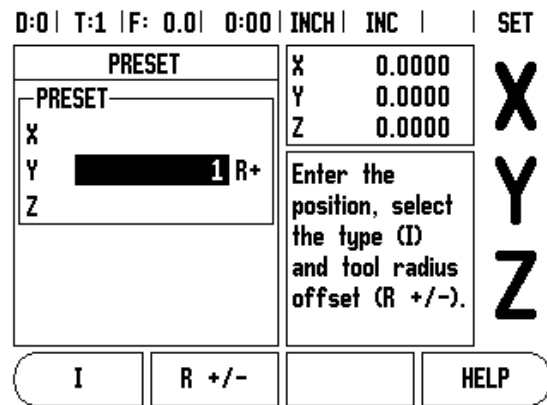 D:0 | T:1 | F: 0.0 | 0:00 | INCH | INC | | SET
PRESET
PRESET
X
Y 1 R+
Z
X 0.0000
Y 0.0000
Z 0.0000
Enter the
position, select
the type (I)
and tool radius
offset (R +/-).
X
Y
Z
I
R +/-
HELP